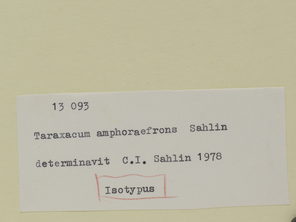 13 093
Taraxacum amphoraefrons Sahlin
determinavit C.I. Sahlin 1978
Isotypus